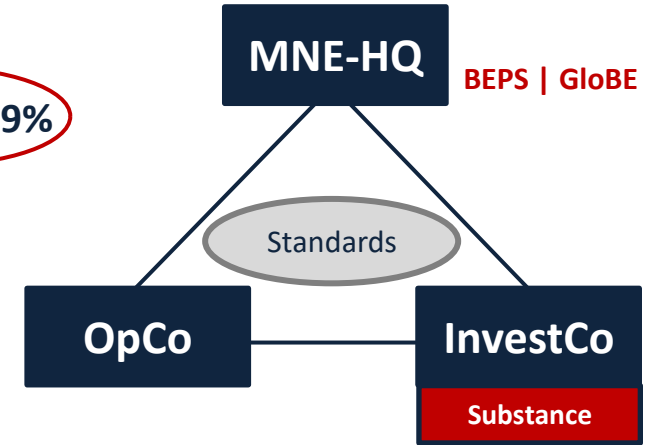 MNE-HQ
BEPS | GloBE
9%
Standards
OpCo
InvestCo
Substance